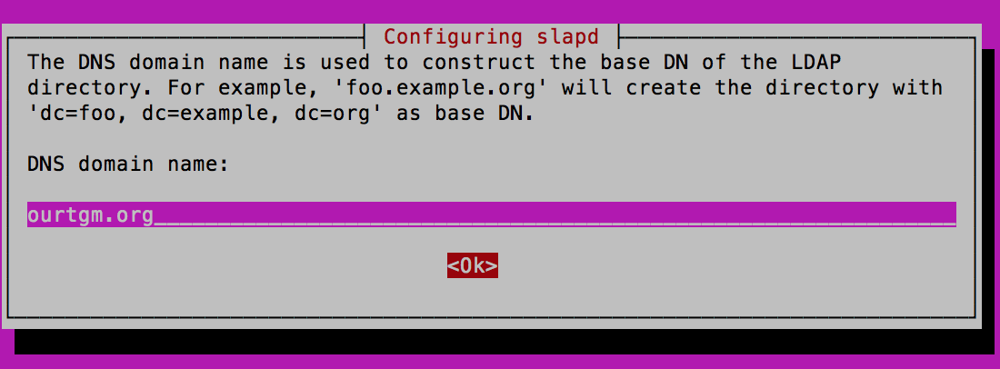 Configuring slapd
The DNS domain name is used to construct the base DN of the LDAP
directory. For example, 'foo.example.org' will create the directory with
'dc=foo, dc=example, dc=org' as base DN.
DNS domain name:
ourtgm.org
<Ok>